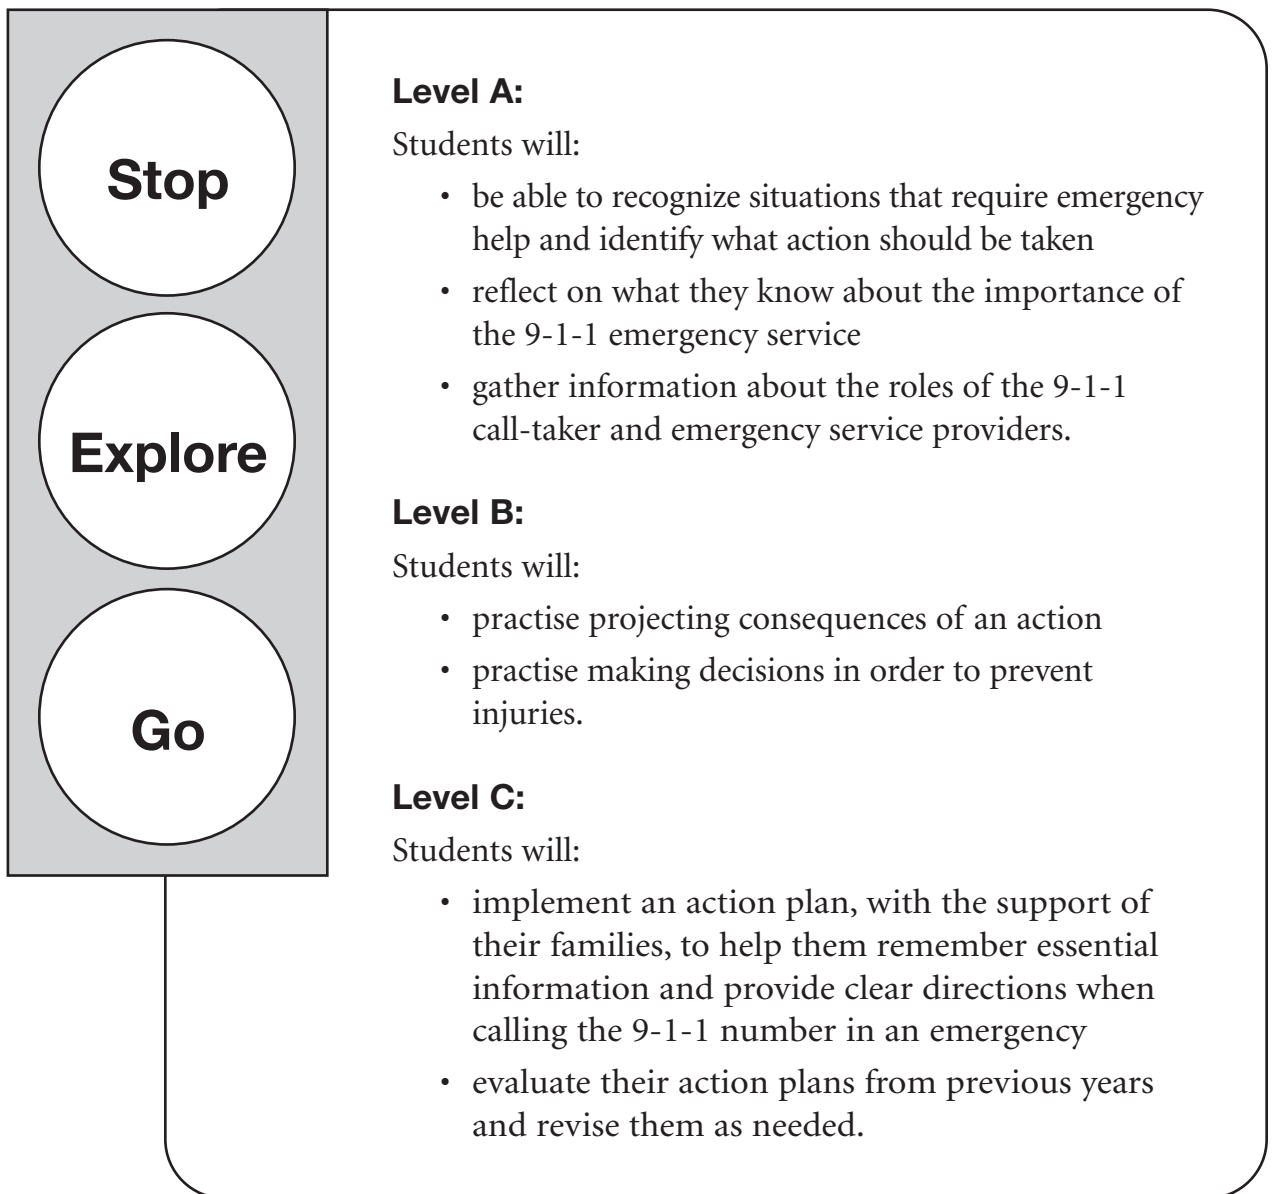 Stop
Explore
Go
Level A:
Students will:
• be able to recognize situations that require emergency
help and identify what action should be taken
• reflect on what they know about the importance of
the 9-1-1 emergency service
• gather information about the roles of the 9-1-1
call-taker and emergency service providers.
Level B:
Students will:
• practise projecting consequences of an action
• practise making decisions in order to prevent
injuries.
Level C:
Students will:
• implement an action plan, with the support of
their families, to help them remember essential
information and provide clear directions when
calling the 9-1-1 number in an emergency
• evaluate their action plans from previous years
and revise them as needed.